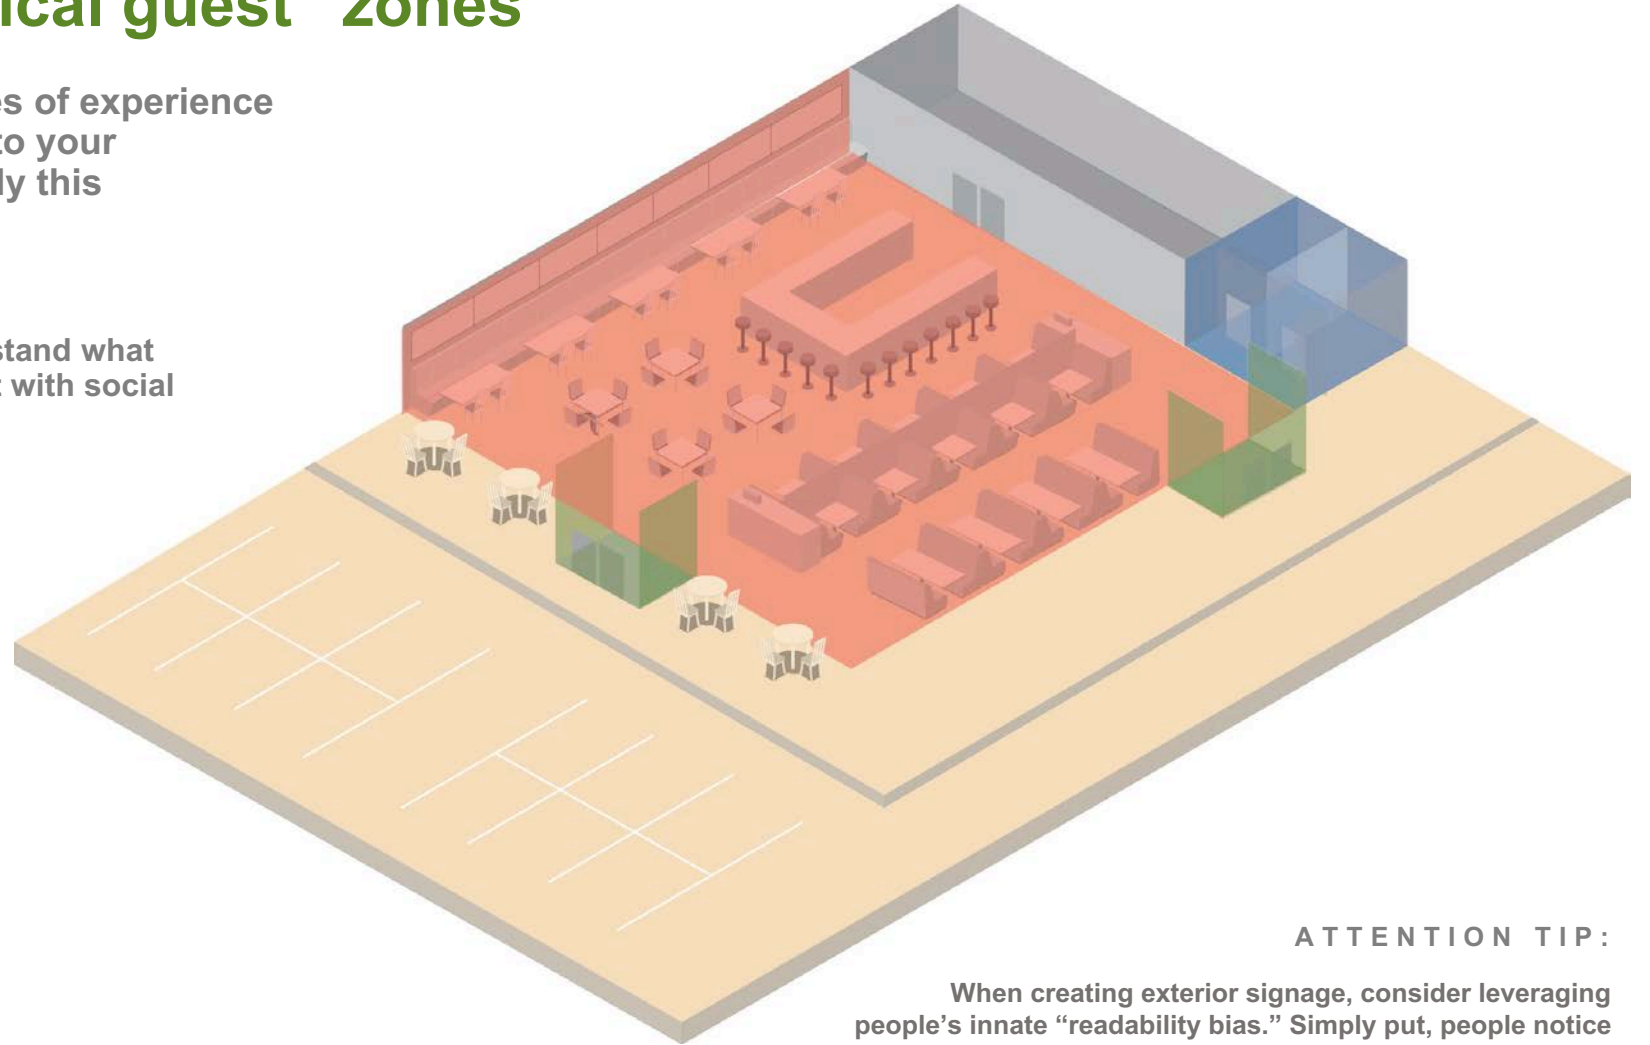 ical guest" zones
es of experience
to your
ly this
stand what
t with social
ATTENTION TIP:
When creating exterior signage, consider leveraging
people's innate “readability bias.” Simply put, people notice